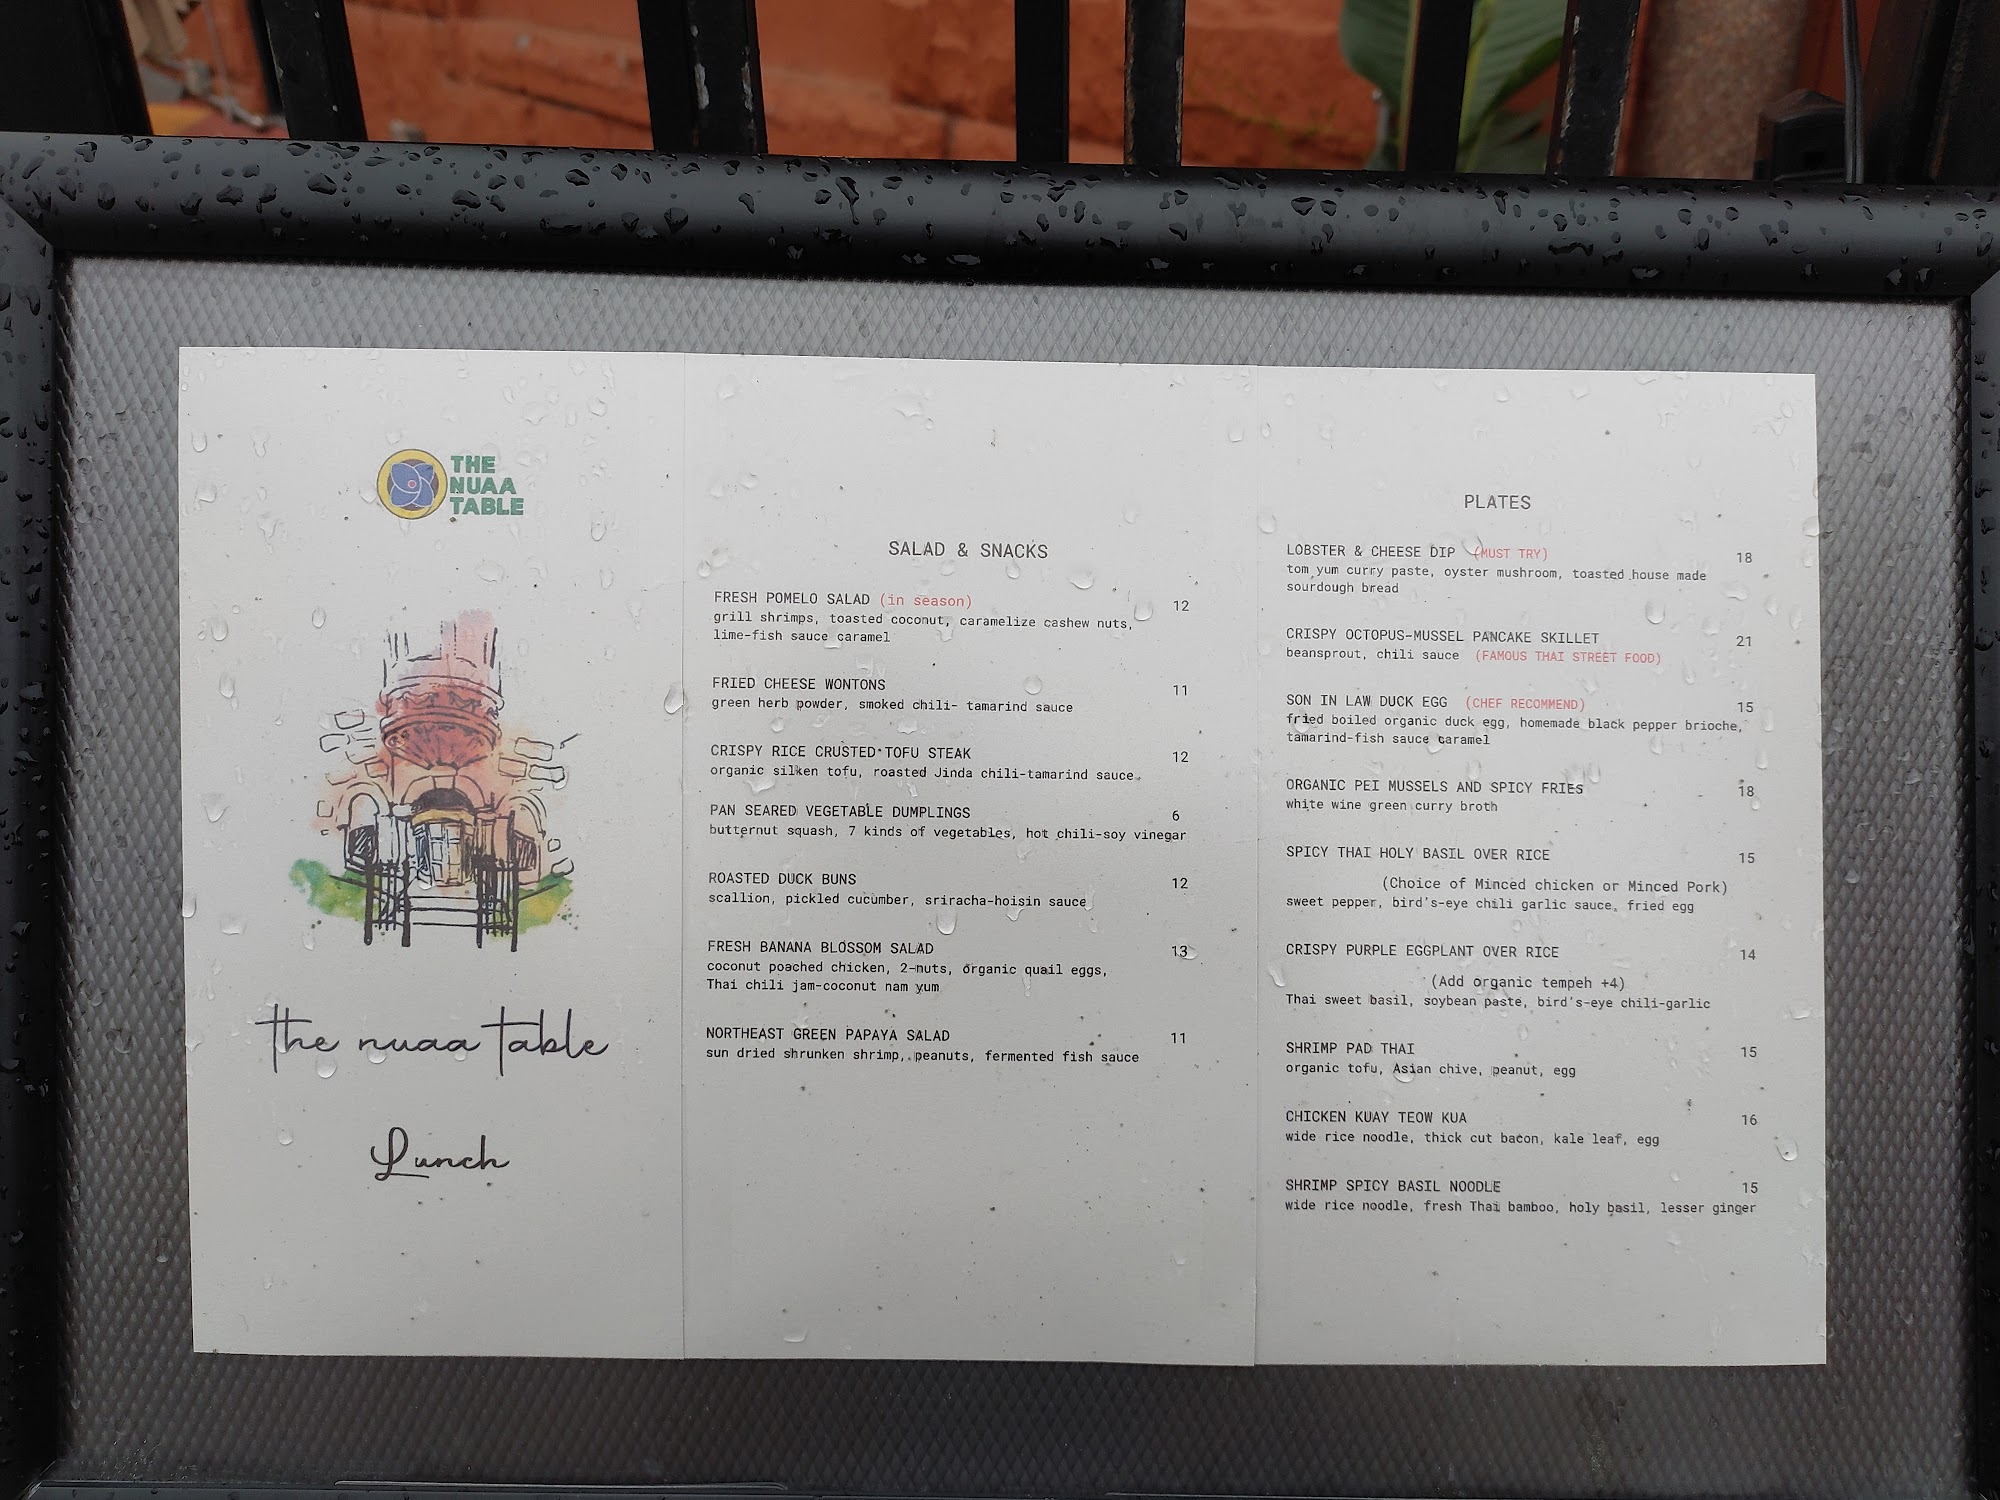 THE
NUAA
TABLE
the nuaa table
Lunch
SALAD & SNACKS
FRESH POMELO SALAD (in season) 12
grill shrimps, toasted coconut, caramelize cashew nuts,
lime-fish sauce caramel
FRIED CHEESE WONTONS 11
green herb powder, smoked chili- tamarind sauce
CRISPY RICE CRUSTED TOFU STEAK 12
organic silken tofu, roasted Jinda chili-tamarind sauce
PAN SEARED VEGETABLE DUMPLINGS 6
butternut squash, 7 kinds of vegetables, hot chili-soy vinegar
ROASTED DUCK BUNS 12
scallion, pickled cucumber, sriracha-hoisin sauce
FRESH BANANA BLOSSOM SALAD 13
coconut poached chicken, 2-nuts, organic quail eggs,
Thai chili jam-coconut nam yum
NORTHEAST GREEN PAPAYA SALAD 11
sun dried shrunken shrimp, peanuts, fermented fish sauce
PLATES
LOBSTER & CHEESE DIP (MUST TRY) 18
tom yum curry paste, oyster mushroom, toasted house made
sourdough bread
CRISPY OCTOPUS-MUSSEL PANCAKE SKILLET 21
beansprout, chili sauce (FAMOUS THAI STREET FOOD)
SON IN LAW DUCK EGG (CHEF RECOMMEND) 15
fried boiled organic duck egg, homemade black pepper brioche,
tamarind-fish sauce caramel
ORGANIC PEI MUSSELS AND SPICY FRIES 18
white wine green curry broth
SPICY THAI HOLY BASIL OVER RICE 15
(Choice of Minced chicken or Minced Pork)
sweet pepper, bird's-eye chili garlic sauce, fried egg
CRISPY PURPLE EGGPLANT OVER RICE 14
(Add organic tempeh +4)
Thai sweet basil, soybean paste, bird's-eye chili-garlic
SHRIMP PAD THAI 15
organic tofu, Asian chive, peanut, egg
CHICKEN KUAY TEOW KUA 16
wide rice noodle, thick cut bacon, kale leaf, egg
SHRIMP SPICY BASIL NOODLE 15
wide rice noodle, fresh Thai bamboo, holy basil, lesser ginger